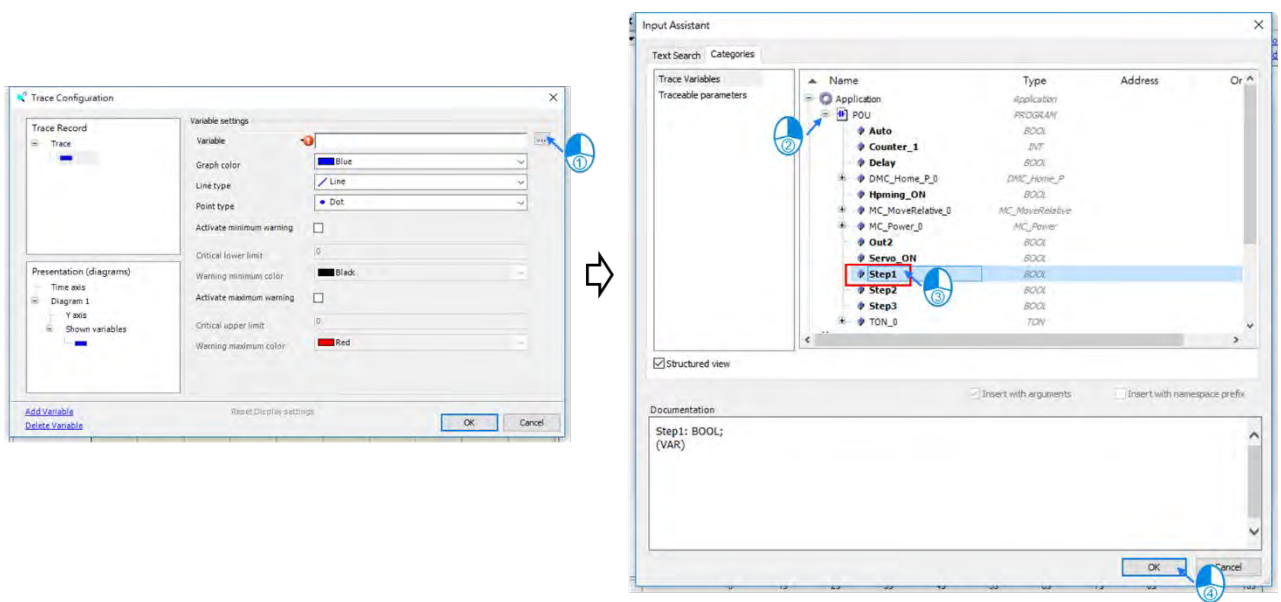 Trace Configuration
Trace Record
Trace
Presentation (diagrams)
Time axis
Diagram 1
Y axis
Shown variables
Add Variable
Delete Variable
Variable settings
Variable
...
①
Graph color
Blue
Line type
Line
Point type
Dot
Activate minimum warning
Critical lower limit
0
Warning minimum color
Black
Activate maximum warning
Critical upper limit
0
Warning maximum color
Red
Reset Display settings
OK Cancel
Input Assistant
Text Search Categories
Trace Variables
Traceable parameters
Name Type Address Or
Application Application
② POU PROGRAM
Auto BOOL
Counter_1 INT
Delay BOOL
DMC_Home_P_0 DMC_Home_P
Hpming_ON BOOL
MC_MoveRelative_0 MC_MoveRelative
MC_Power_0 MC_Power
Out2 BOOL
Servo_ON BOOL
Step1 BOOL
③
Step2 BOOL
Step3 BOOL
TON_0 TON
Structured view
Insert with arguments Insert with namespace prefix
Documentation
Step1: BOOL;
(VAR)
OK Cancel
④